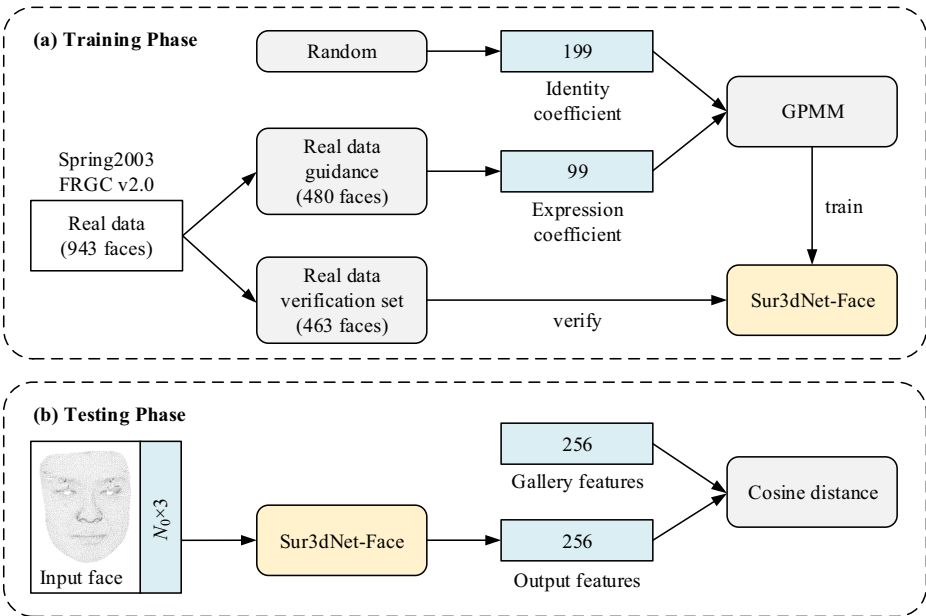 (a) Training Phase
Random
199
Identity
coefficient
GPMM
Spring2003
FRGC v2.0
Real data
(943 faces)
Real data
guidance
(480 faces)
99
Expression
coefficient
train
Real data
verification set
(463 faces)
verify
Sur3dNet-Face
(b) Testing Phase
Input face
N₀×3
Sur3dNet-Face
256
Gallery features
256
Output features
Cosine distance